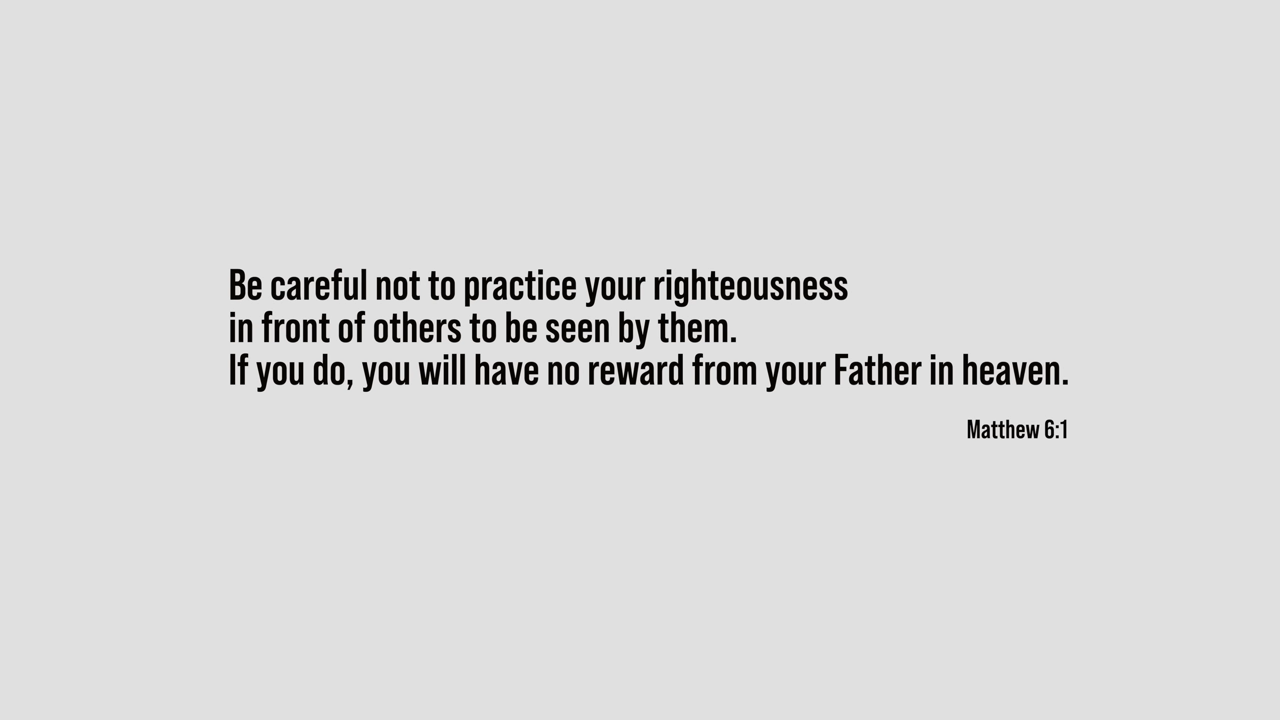 Be careful not to practice your righteousness
in front of others to be seen by them.
If you do, you will have no reward from your Father in heaven.
Matthew 6:1